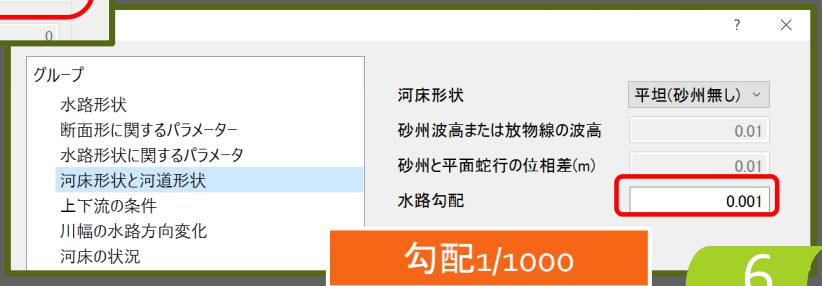 0
? ×
グループ
水路形状
断面形に関するパラメーター
水路形状に関するパラメータ
河床形状と河道形状
上下流の条件
川幅の水路方向変化
河床の状況
河床形状 平坦(砂州無し)
砂州波高または放物線の波高 0.01
砂州と平面蛇行の位相差(m) 0.01
水路勾配 0.001
勾配1/1000
6